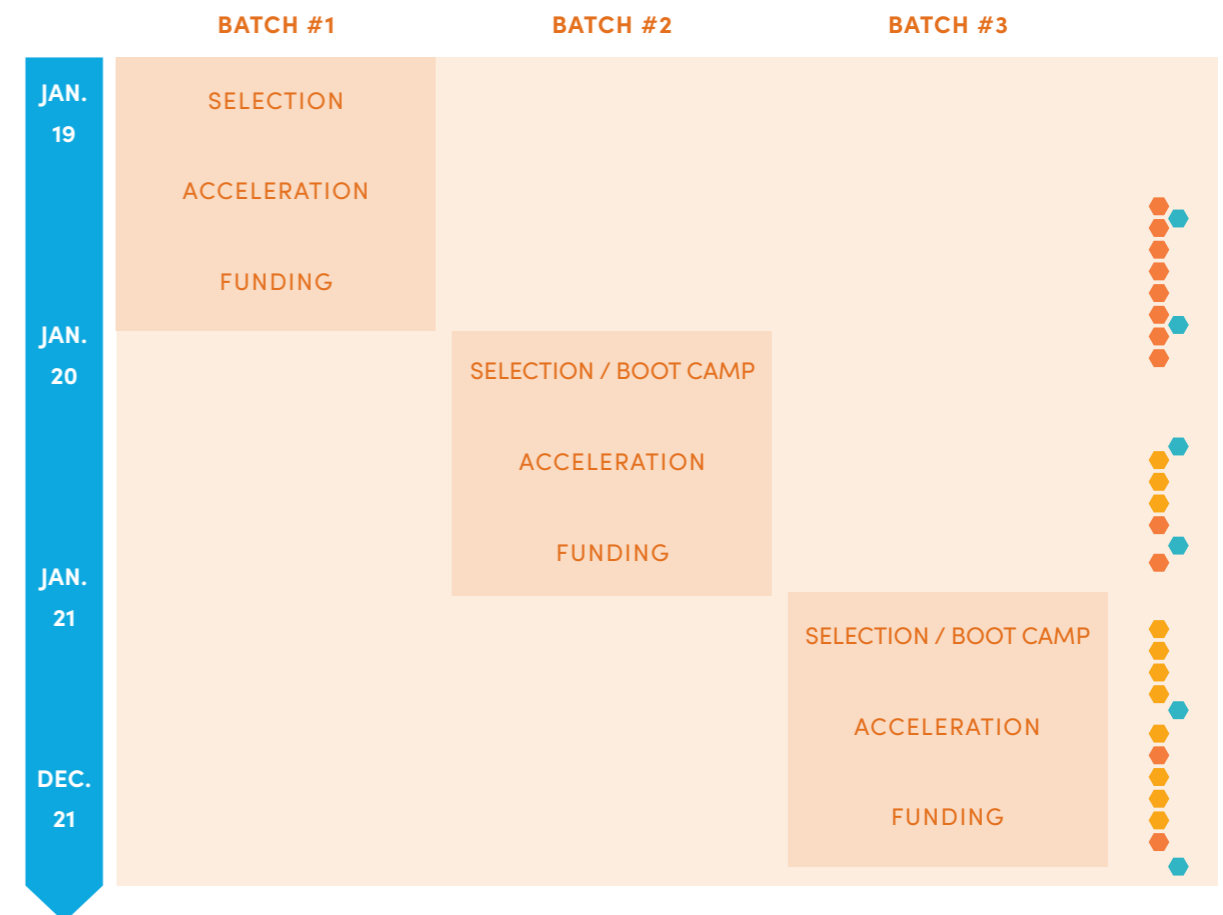 BATCH #1
BATCH #2
BATCH #3
JAN.
19
SELECTION
ACCELERATION
FUNDING
JAN.
20
SELECTION / BOOT CAMP
ACCELERATION
FUNDING
JAN.
21
SELECTION / BOOT CAMP
ACCELERATION
FUNDING
DEC.
21